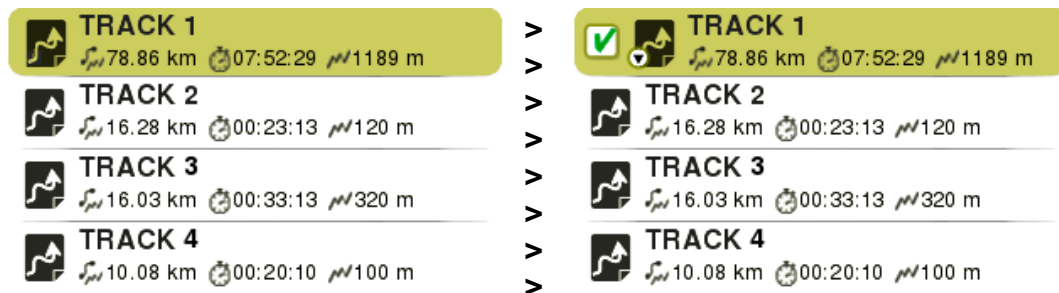 TRACK 1
78.86 km 07:52:29 1189 m
TRACK 2
16.28 km 00:23:13 120 m
TRACK 3
16.03 km 00:33:13 320 m
TRACK 4
10.08 km 00:20:10 100 m
>
>
>
>
>
>
>
>
TRACK 1
78.86 km 07:52:29 1189 m
TRACK 2
16.28 km 00:23:13 120 m
TRACK 3
16.03 km 00:33:13 320 m
TRACK 4
10.08 km 00:20:10 100 m